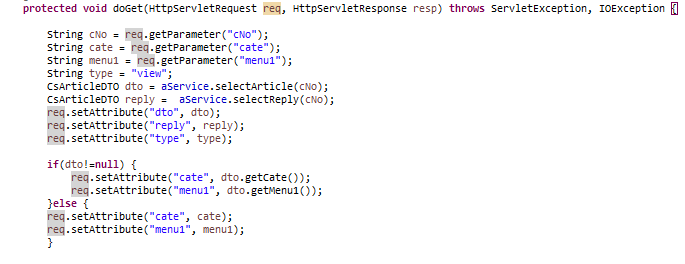 protected void doGet(HttpServletRequest req, HttpServletResponse resp) throws ServletException, IOException {
String cNo = req.getParameter("cNo");
String cate = req.getParameter("cate");
String menu1 = req.getParameter("menu1");
String type = "view";
CsArticleDTO dto = aService.selectArticle(cNo);
CsArticleDTO reply =  aService.selectReply(cNo);
req.setAttribute("dto", dto);
req.setAttribute("reply", reply);
req.setAttribute("type", type);
if(dto!=null) {
req.setAttribute("cate", dto.getCate());
req.setAttribute("menu1", dto.getMenu1());
}else {
req.setAttribute("cate", cate);
req.setAttribute("menu1", menu1);
}